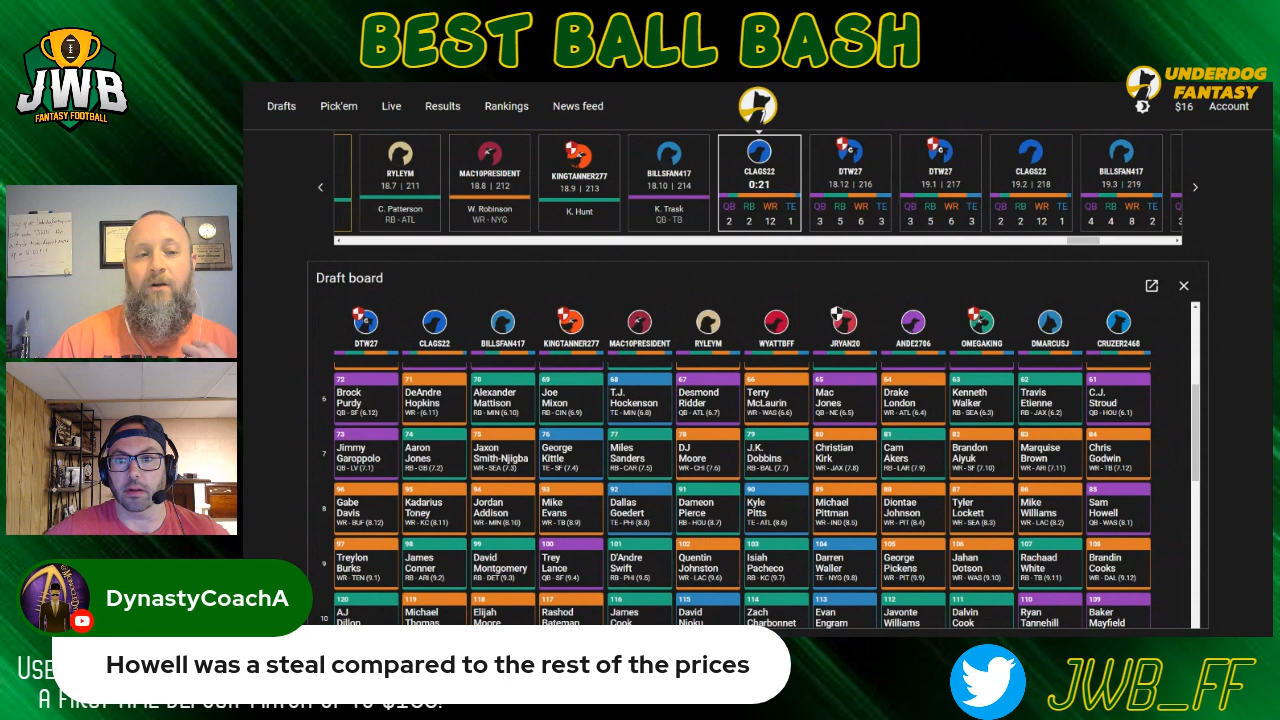 BEST BALL BASH
JWB
FANTASY FOOTBALL
UNDERDOG
FANTASY
Drafts Pick'em Live Results Rankings News feed
$16 Account
RYLEYM
18.7 | 211
C. Patterson
RB - ATL
MAC10PRESIDENT
18.8 | 212
W. Robinson
WR - NYG
KINGTANNER277
18.9 | 213
K. Hunt
BILLSFAN417
18.10 | 214
K. Trask
QB - TB
CLAGS22
0:21
QB RB WR TE
2 2 12 1
DTW27
18.12 | 216
QB RB WR TE
3 5 6 3
DTW27
19.1 | 217
QB RB WR TE
3 5 6 3
CLAGS22
19.2 | 218
QB RB WR TE
2 2 12 1
BILLSFAN417
19.3 | 219
QB RB WR TE
4 4 8 2
Draft board
DTW27 CLAGS22 BILLSFAN417 KINGTANNER277 MAC10PRESIDENT RYLEYM WYATTBFF JRYAN20 ANDE2706 OMEGAKING DMARCUSJ CRUZER2468
6
72 71 70 69 68 67 66 65 64 63 62 61
Brock DeAndre Alexander Joe T.J. Desmond Terry Mac Drake Kenneth Travis C.J.
Purdy Hopkins Mattison Mixon Hockenson Ridder McLaurin Jones London Walker Etienne Stroud
QB - SF (6.12) WR - (6.11) RB - MIN (6.10) RB - CIN (6.9) TE - MIN (6.8) QB - ATL (6.7) WR - WAS (6.6) QB - NE (6.5) WR - ATL (6.4) RB - SEA (6.3) RB - JAX (6.2) QB - HOU (6.1)
7
73 74 75 76 77 78 79 80 81 82 83 84
Jimmy Aaron Jaxon George Miles DJ J.K. Christian Cam Brandon Marquise Chris
Garoppolo Jones Smith-Njigba Kittle Sanders Moore Dobbins Kirk Akers Aiyuk Brown Godwin
QB - LV (7.1) RB - GB (7.2) WR - SEA (7.3) TE - SF (7.4) RB - CAR (7.5) WR - CHI (7.6) RB - BAL (7.7) WR - JAX (7.8) RB - LAR (7.9) WR - SF (7.10) WR - ARI (7.11) WR - TB (7.12)
8
96 95 94 93 92 91 90 89 88 87 86 85
Gabe Kadarius Jordan Mike Dallas Dameon Kyle Michael Diontae Tyler Mike Sam
Davis Toney Addison Evans Goedert Pierce Pitts Pittman Johnson Lockett Williams Howell
WR - BUF (8.12) WR - KC (8.11) WR - MIN (8.10) WR - TB (8.9) TE - PHI (8.8) RB - HOU (8.7) TE - ATL (8.6) WR - IND (8.5) WR - PIT (8.4) WR - SEA (8.3) WR - LAC (8.2) QB - WAS (8.1)
9
97 98 99 100 101 102 103 104 105 106 107 108
Treylon James David Trey D'Andre Quentin Isiah Darren George Jahan Rachaad Brandin
Burks Conner Montgomery Lance Swift Johnston Pacheco Waller Pickens Dotson White Cooks
WR - TEN (9.1) RB - ARI (9.2) RB - DET (9.3) QB - SF (9.4) RB - PHI (9.5) WR - LAC (9.6) RB - KC (9.7) TE - NYG (9.8) WR - PIT (9.9) WR - WAS (9.10) RB - TB (9.11) WR - DAL (9.12)
10
120 119 118 117 116 115 114 113 112 111 110 109
AJ Michael Elijah Rashod James David Zach Evan Javonte Dalvin Ryan Baker
Dillon Thomas Moore Bateman Cook Njoku Charbonnet Engram Williams Cook Tannehill Mayfield
DynastyCoachA
Howell was a steal compared to the rest of the prices
JWB_FF